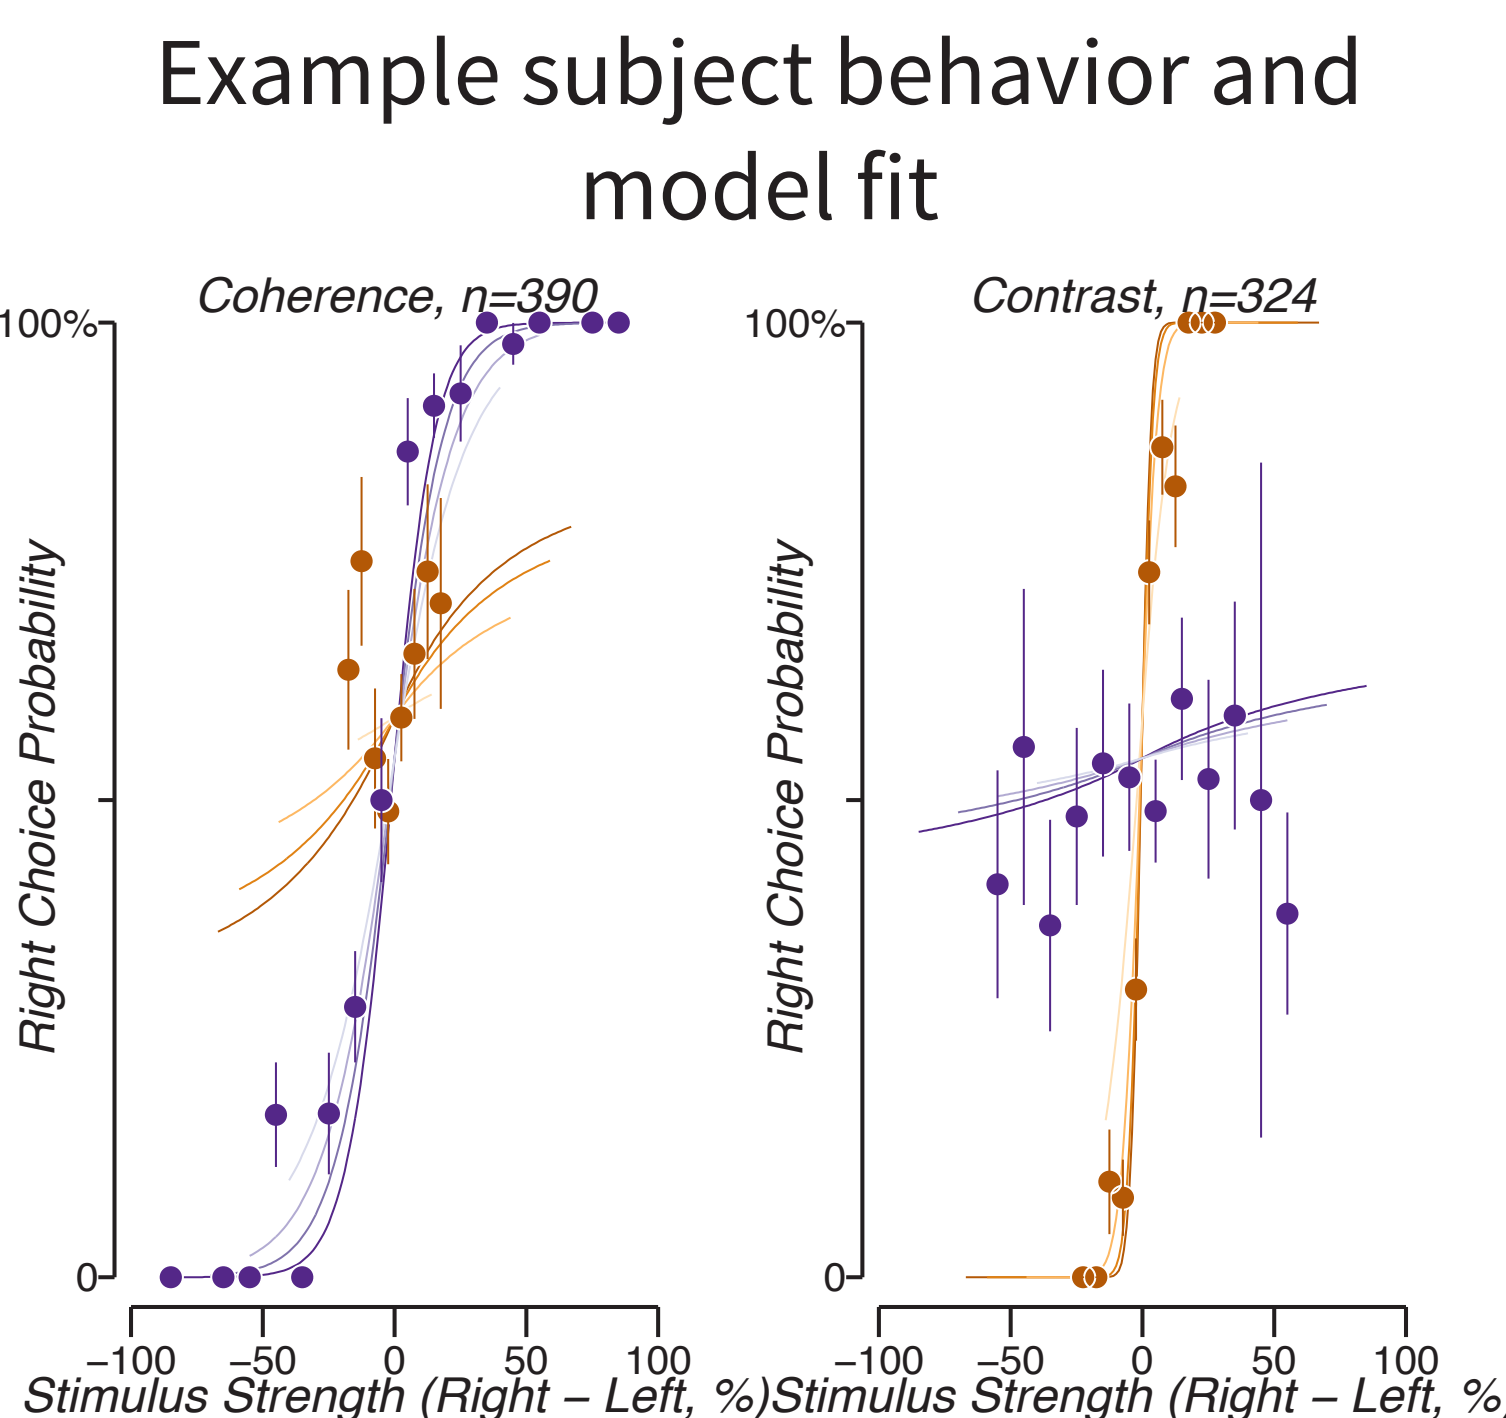 Example subject behavior and
model fit
Coherence, n=390
100%
0
Right Choice Probability
−100 −50 0 50 100
Stimulus Strength (Right − Left, %)
Contrast, n=324
100%
0
Right Choice Probability
−100 −50 0 50 100
Stimulus Strength (Right − Left, %